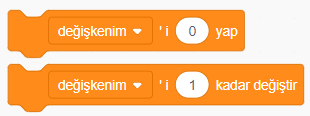 değişkenim ' i 0 yap
değişkenim ' i 1 kadar değiştir